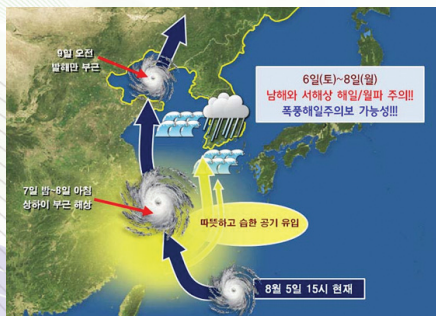 9일 오전
발해만 부근
6일(토)~8일(월)
남해와 서해상 해일/월파 주의!!
폭풍해일주의보 가능성!!!
7일 밤~8일 아침
상하이 부근 해상
따뜻하고 습한 공기 유입
8월 5일 15시 현재